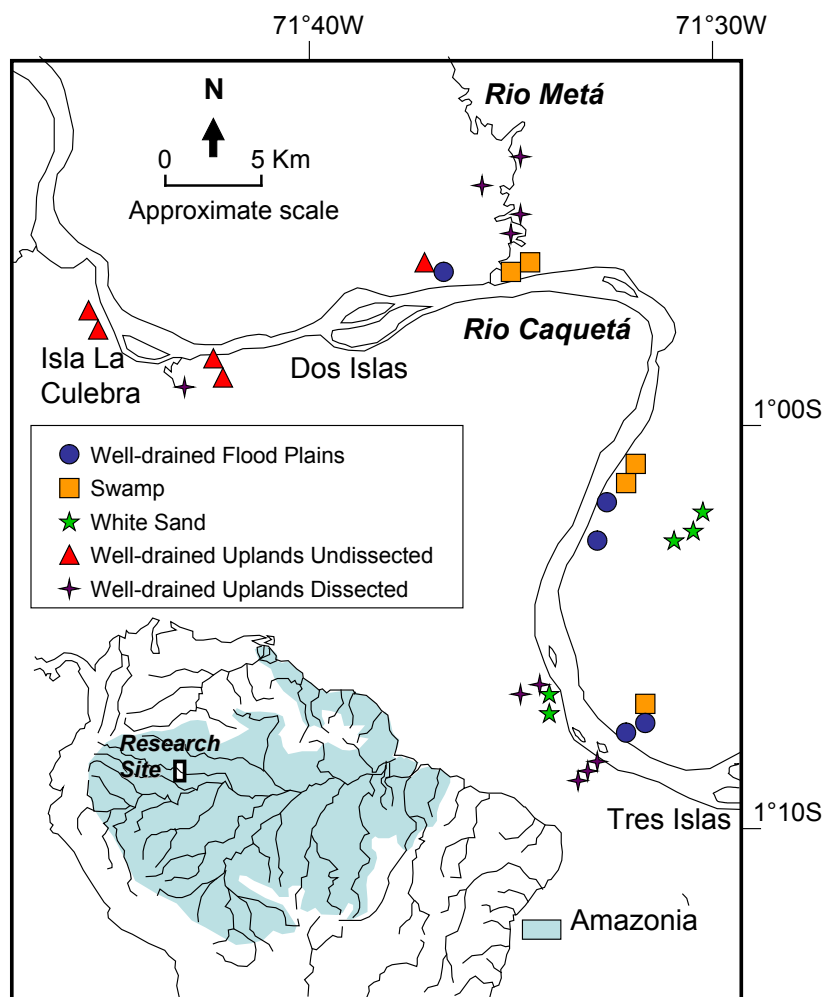 71°40W 71°30W
N
Rio Metá
0 5 Km
Approximate scale
Rio Caquetá
Isla La
Culebra
Dos Islas
1°00S
Well-drained Flood Plains
Swamp
White Sand
Well-drained Uplands Undissected
Well-drained Uplands Dissected
Research
Site
Tres Islas
1°10S
Amazonia